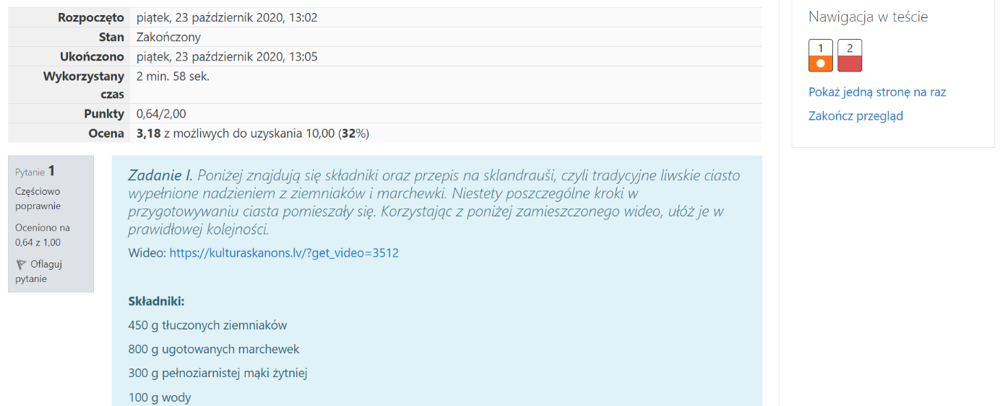 Rozpoczęto piątek, 23 październik 2020, 13:02
Stan Zakończony
Ukończono piątek, 23 październik 2020, 13:05
Wykorzystany czas 2 min. 58 sek.
Punkty 0,64/2,00
Ocena 3,18 z możliwych do uzyskania 10,00 (32%)
Pytanie 1
Częściowo
poprawnie
Oceniono na
0,64 z 1,00
Oflaguj
pytanie
Zadanie I. Poniżej znajdują się składniki oraz przepis na sklandrauši, czyli tradycyjne liwskie ciasto
wypełnione nadzieniem z ziemniaków i marchewki. Niestety poszczególne kroki w
przygotowywaniu ciasta pomieszały się. Korzystając z poniżej zamieszczonego wideo, ułóż je w
prawidłowej kolejności.
Wideo: https://kulturaskanons.lv/?get_video=3512
Składniki:
450 g tłuczonych ziemniaków
800 g ugotowanych marchewek
300 g pełnoziarnistej mąki żytniej
100 g wody
Nawigacja w teście
1 2
Pokaż jedną stronę na raz
Zakończ przegląd